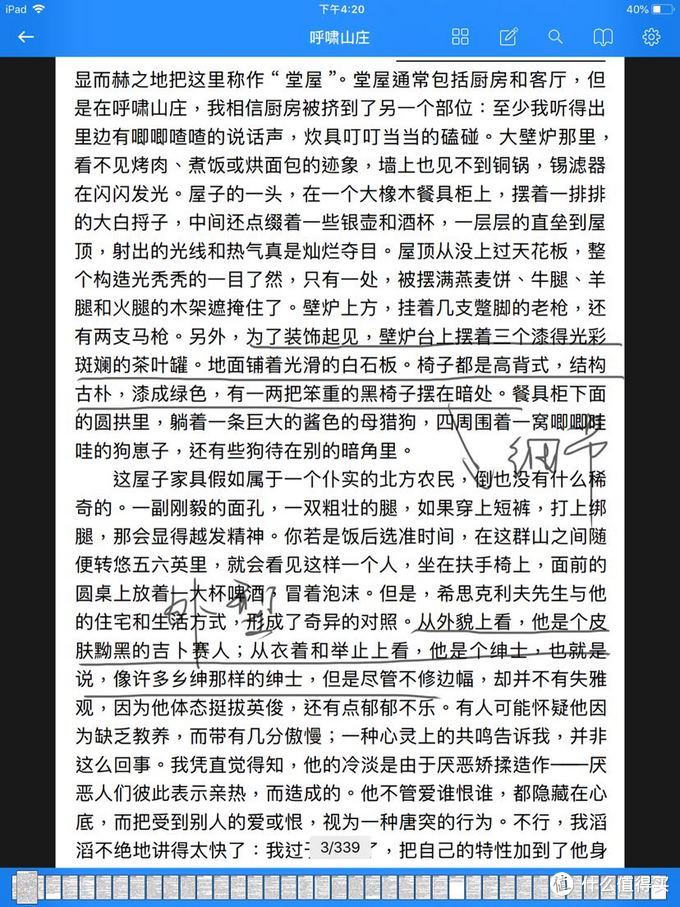 iPad 下午4:20 40%
呼啸山庄
显而赫之地把这里称作“堂屋”。堂屋通常包括厨房和客厅，但
是在呼啸山庄，我相信厨房被挤到了另一个部位：至少我听得出
里边有唧唧喳喳的说话声，炊具叮叮当当的磕碰。大壁炉那里，
看不见烤肉、煮饭或烘面包的迹象，墙上也见不到铜锅，锡滤器
在闪闪发光。屋子的一头，在一个大橡木餐具柜上，摆着一排排
的大白捋子，中间还点缀着一些银壶和酒杯，一层层的直垒到屋
顶，射出的光线和热气真是灿烂夺目。屋顶从没上过天花板，整
个构造光秃秃的一目了然，只有一处，被摆满燕麦饼、牛腿、羊
腿和火腿的木架遮掩住了。壁炉上方，挂着几支蹩脚的老枪，还
有两支马枪。另外，为了装饰起见，壁炉台上摆着三个漆得光彩
斑斓的茶叶罐。地面铺着光滑的白石板。椅子都是高背式，结构
古朴，漆成绿色，有一两把笨重的黑椅子摆在暗处。餐具柜下面
的圆拱里，躺着一条巨大的酱色的母猎狗，四周围着一窝唧唧哇
哇的狗崽子，还有些狗待在别的暗角里。
细节
这屋子家具假如属于一个仆实的北方农民，倒也没有什么稀
奇的。一副刚毅的面孔，一双粗壮的腿，如果穿上短裤，打上绑
腿，那会显得越发精神。你若是饭后选准时间，在这群山之间随
便转悠五六英里，就会看见这样一个人，坐在扶手椅上，面前的
圆桌上放着一大杯啤酒，冒着泡沫。但是，希思克利夫先生与他
外型
的住宅和生活方式，形成了奇异的对照。从外貌上看，他是个皮
肤黝黑的吉卜赛人；从衣着和举止上看，他是个绅士，也就是
说，像许多乡绅那样的绅士，但是尽管不修边幅，却并不有失雅
观，因为他体态挺拔英俊，还有点郁郁不乐。有人可能怀疑他因
为缺乏教养，而带有几分傲慢；一种心灵上的共鸣告诉我，并非
这么回事。我凭直觉得知，他的冷淡是由于厌恶矫揉造作——厌
恶人们彼此表示亲热，而造成的。他不管爱谁恨谁，都隐藏在心
底，而把受到别人的爱或恨，视为一种唐突的行为。不行，我滔
滔不绝地讲得太快了：我过于了，把自己的特性加到了他身
3/339
值 什么值得买